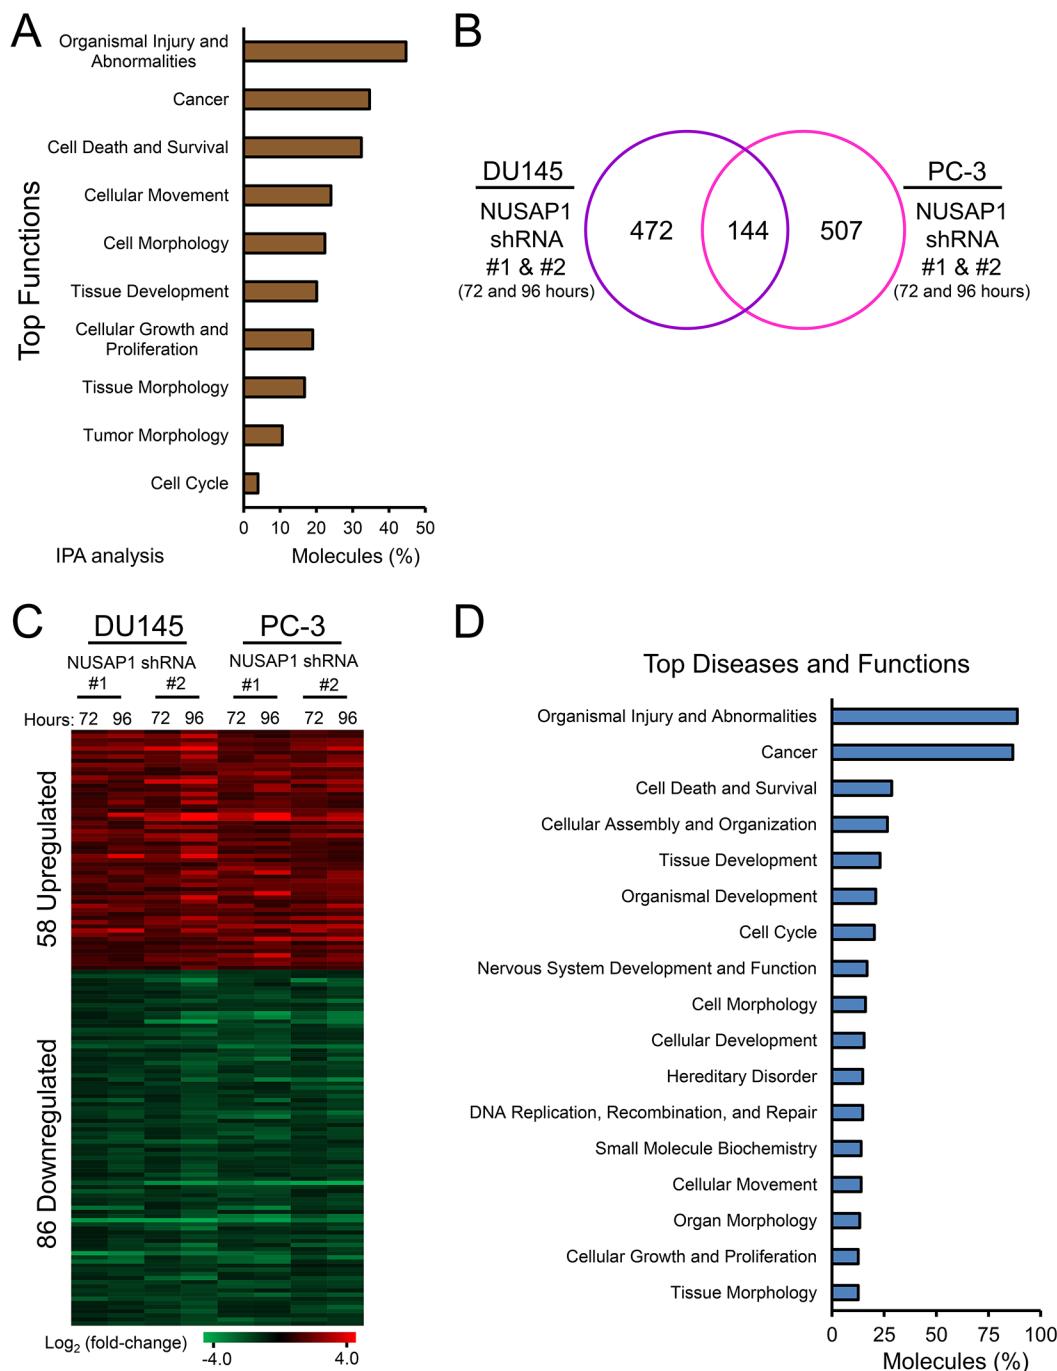 A
Top Functions
Organismal Injury and
Abnormalities
Cancer
Cell Death and Survival
Cellular Movement
Cell Morphology
Tissue Development
Cellular Growth and
Proliferation
Tissue Morphology
Tumor Morphology
Cell Cycle
0 10 20 30 40 50
IPA analysis
Molecules (%)
B
DU145
NUSAP1
shRNA
#1 & #2
(72 and 96 hours)
472
144
507
PC-3
NUSAP1
shRNA
#1 & #2
(72 and 96 hours)
C
DU145 PC-3
NUSAP1 shRNA NUSAP1 shRNA
#1 #2 #1 #2
Hours: 72 96 72 96 72 96 72 96
58 Upregulated
86 Downregulated
Log2 (fold-change)
-4.0 4.0
D
Top Diseases and Functions
Organismal Injury and Abnormalities
Cancer
Cell Death and Survival
Cellular Assembly and Organization
Tissue Development
Organismal Development
Cell Cycle
Nervous System Development and Function
Cell Morphology
Cellular Development
Hereditary Disorder
DNA Replication, Recombination, and Repair
Small Molecule Biochemistry
Cellular Movement
Organ Morphology
Cellular Growth and Proliferation
Tissue Morphology
0 25 50 75 100
Molecules (%)